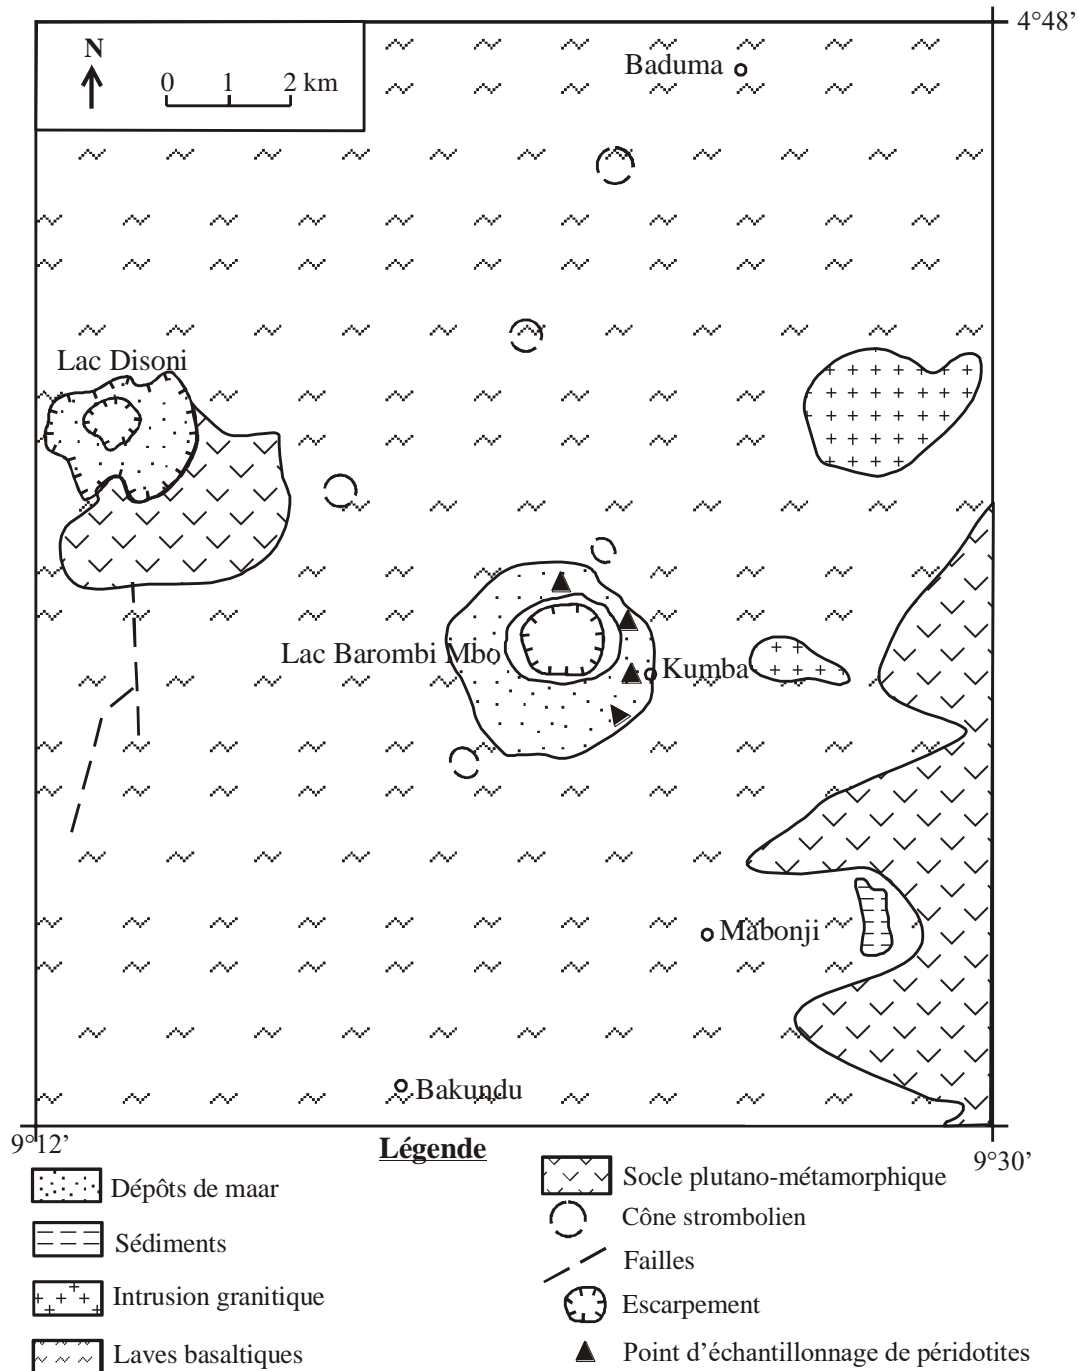 4°48'
N
0 1 2 km
Baduma
Lac Disoni
Lac Barombi Mbo
Kumba
Mabonji
Bakundu
9°12'
9°30'
Légende
Dépôts de maar
Sédiments
Intrusion granitique
Laves basaltiques
Socle plutano-métamorphique
Cône strombolien
Failles
Escarpement
Point d'échantillonnage de péridotites